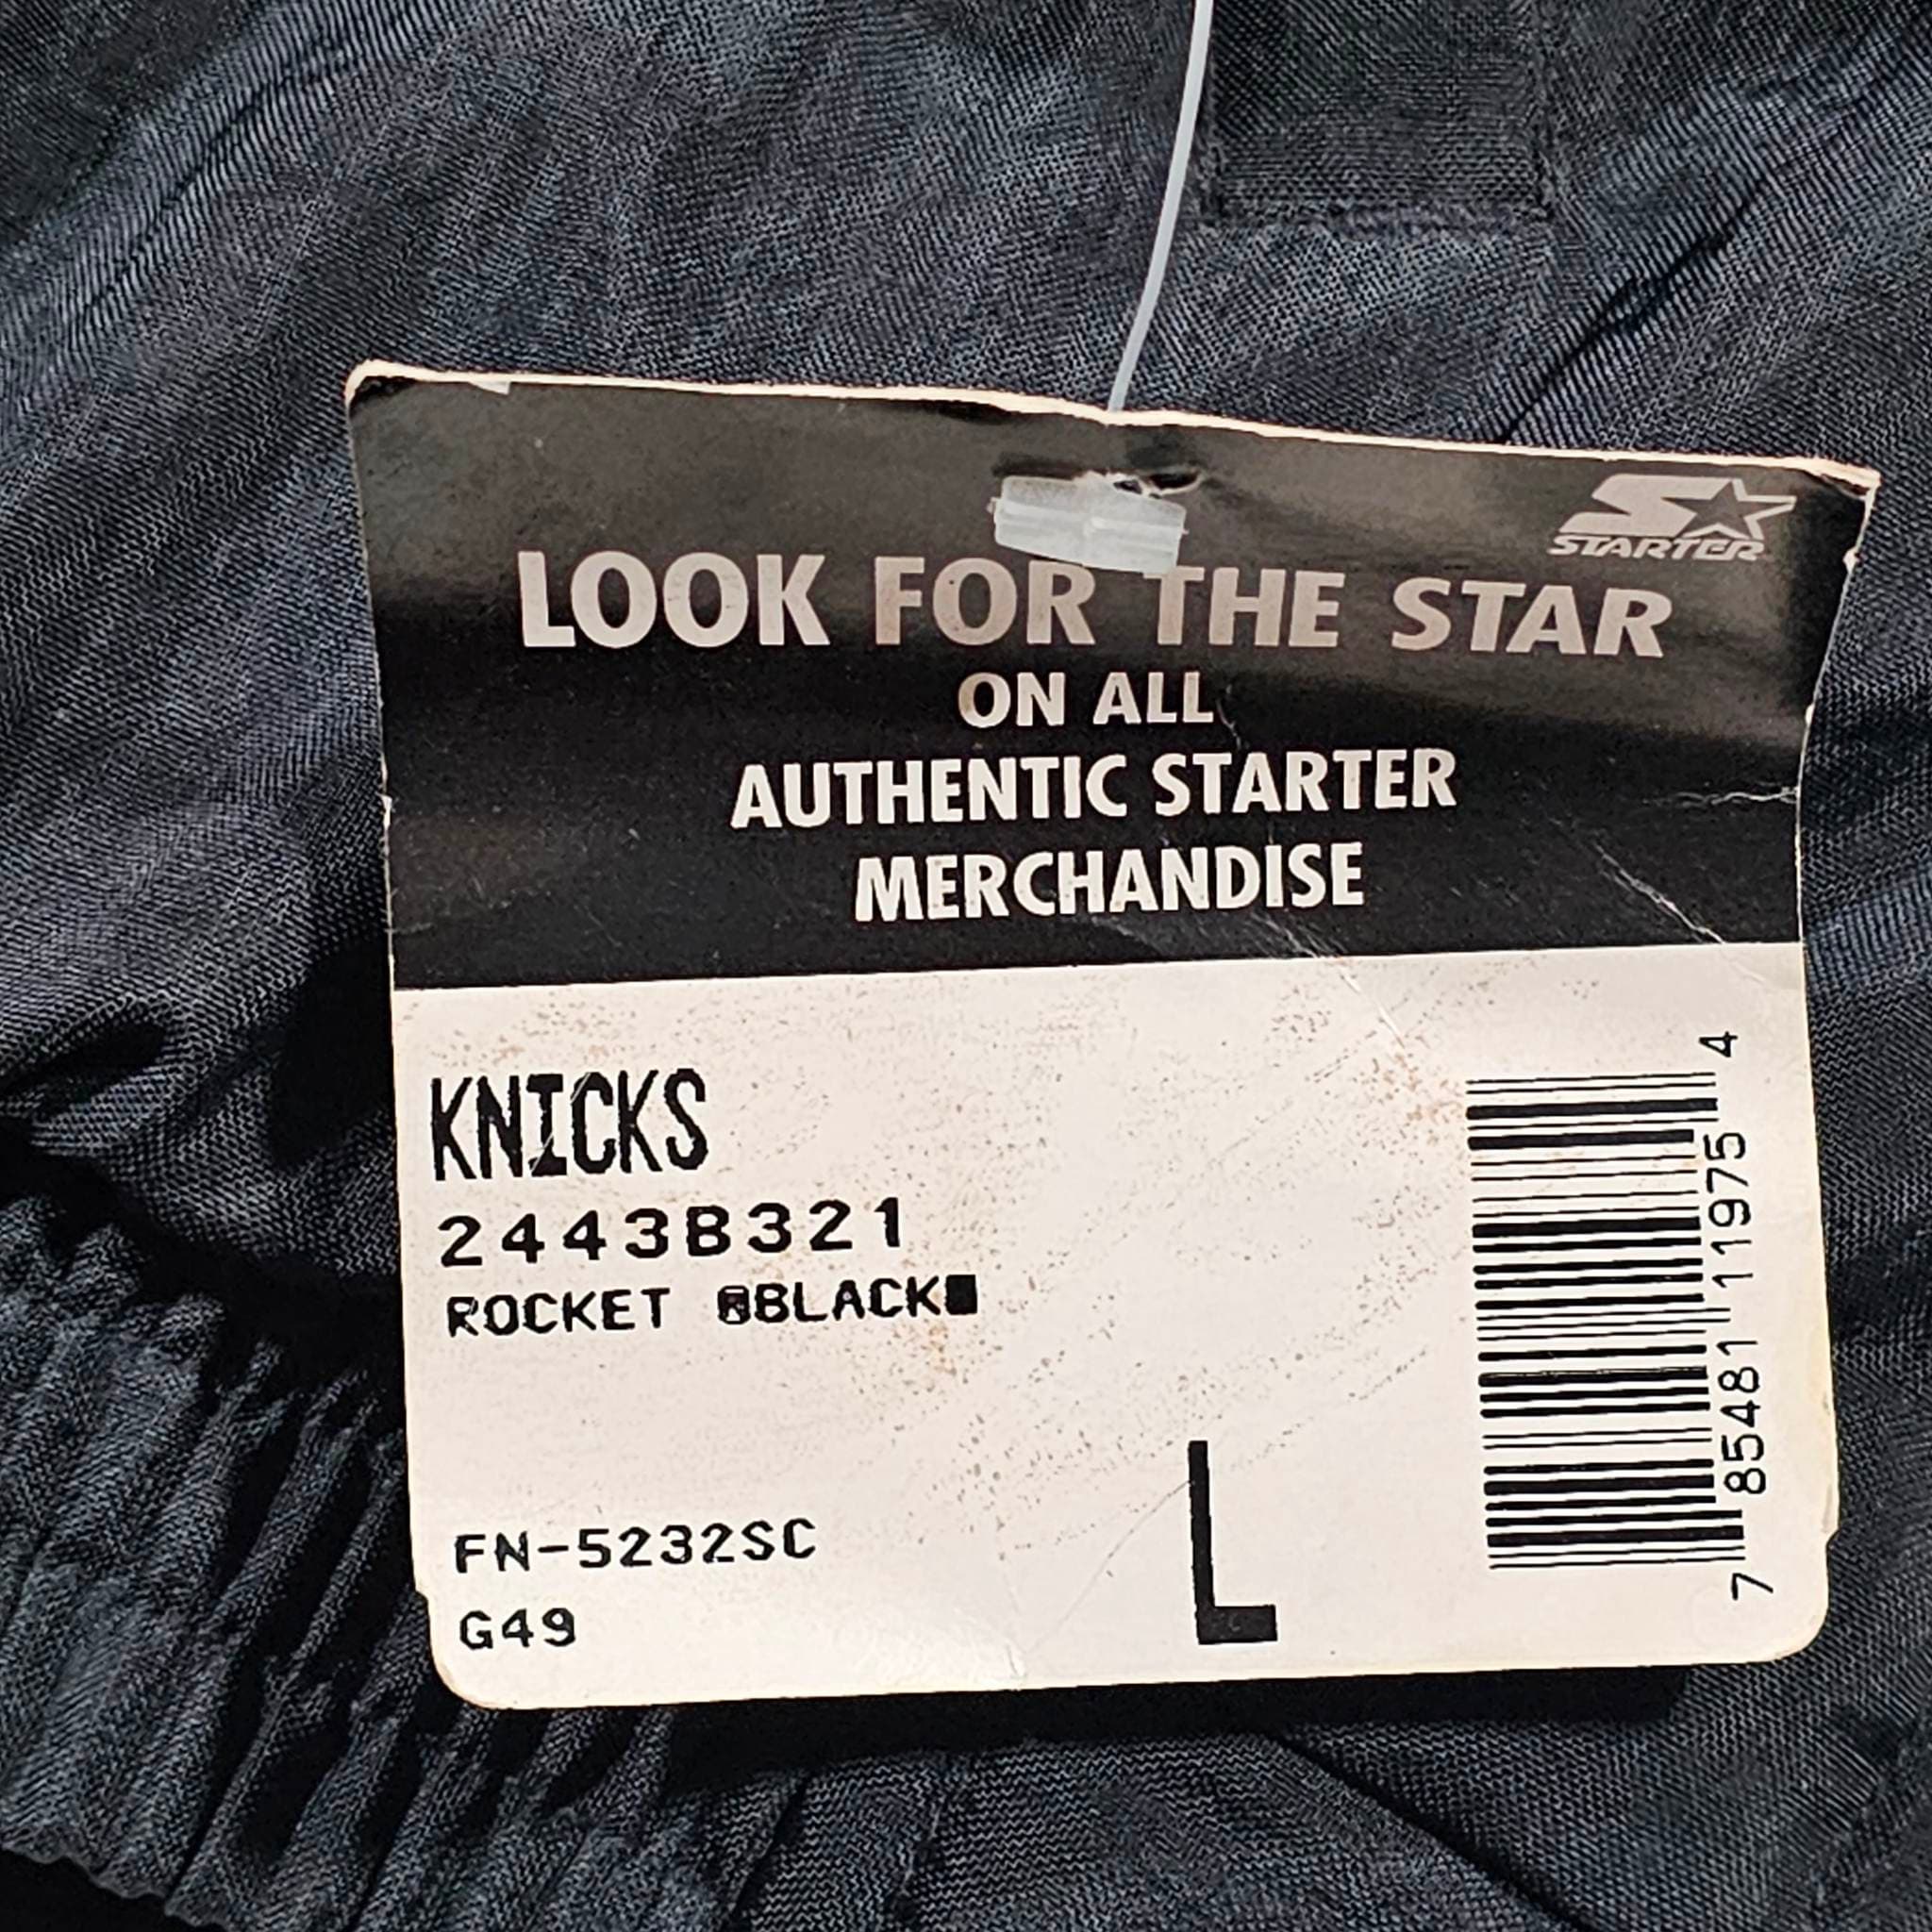 STARTER
LOOK FOR THE STAR
ON ALL
AUTHENTIC STARTER
MERCHANDISE
KNICKS
2443B321
ROCKET BLACK
FN-5232SC
G49
L
7 85481 11975 4